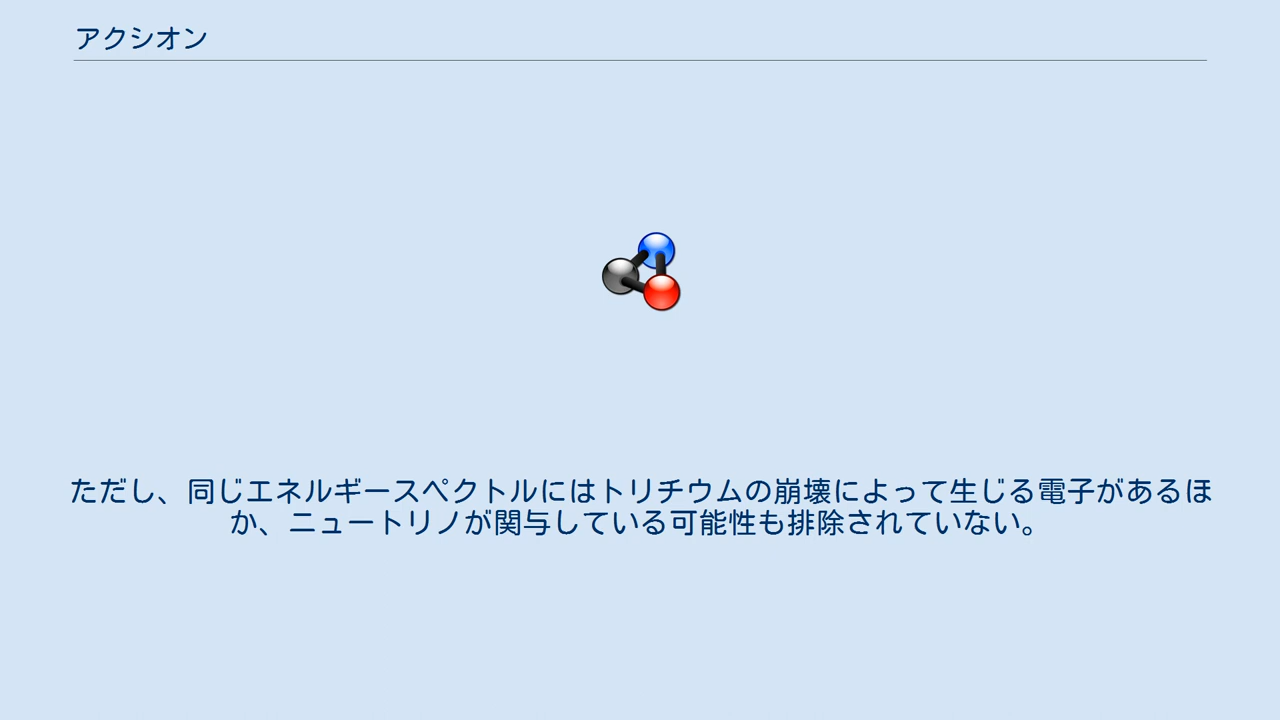 アクシオン
ただし、同じエネルギースペクトルにはトリチウムの崩壊によって生じる電子があるほ
か、ニュートリノが関与している可能性も排除されていない。